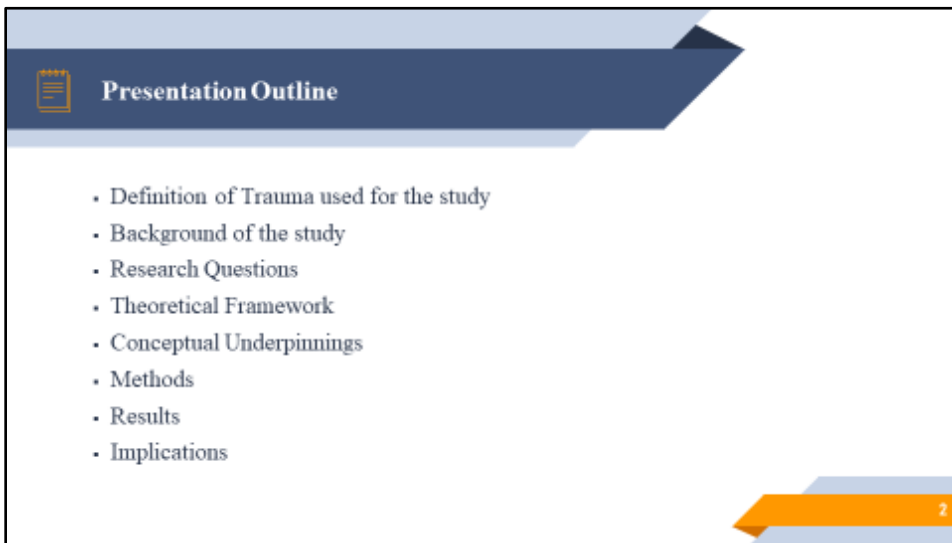 Presentation Outline
▪ Definition of Trauma used for the study
▪ Background of the study
▪ Research Questions
▪ Theoretical Framework
▪ Conceptual Underpinnings
▪ Methods
▪ Results
▪ Implications
2